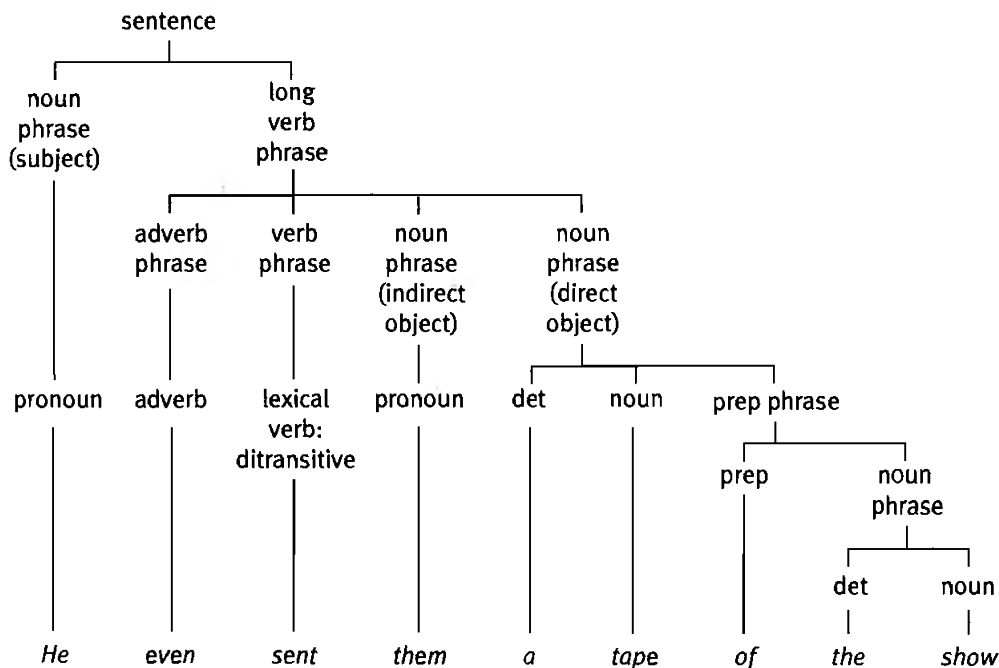 sentence
noun
phrase
(subject)
long
verb
phrase
adverb
phrase
verb
phrase
noun
phrase
(indirect
object)
noun
phrase
(direct
object)
pronoun
adverb
lexical
verb:
ditransitive
pronoun
det
noun
prep phrase
prep
noun
phrase
det
noun
He even sent them a tape of the show